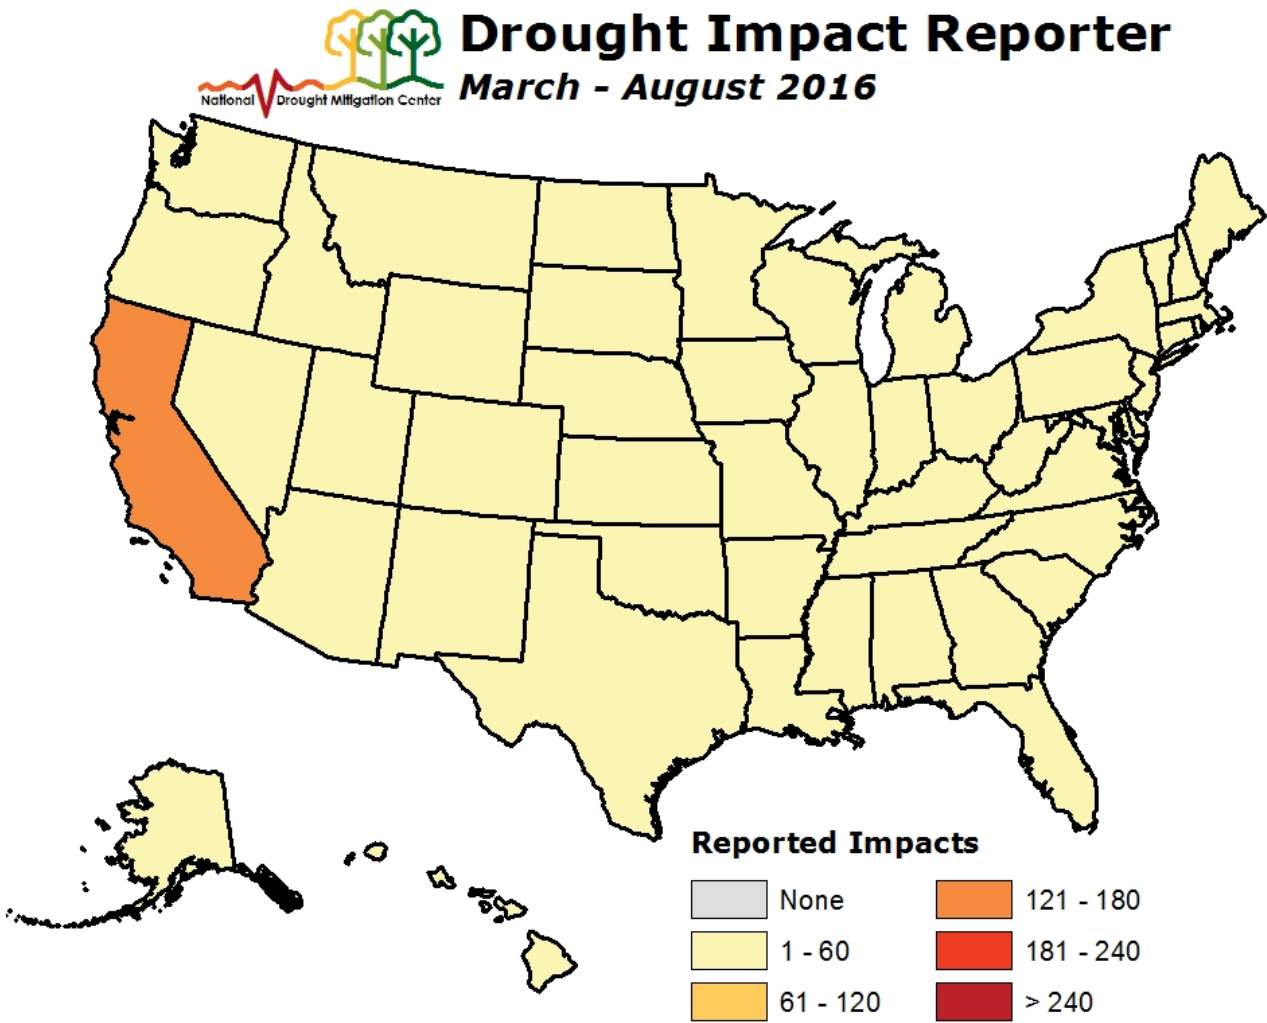 Drought Impact Reporter
March - August 2016
National Drought Mitigation Center
Reported Impacts
None
1 - 60
61 - 120
121 - 180
181 - 240
> 240